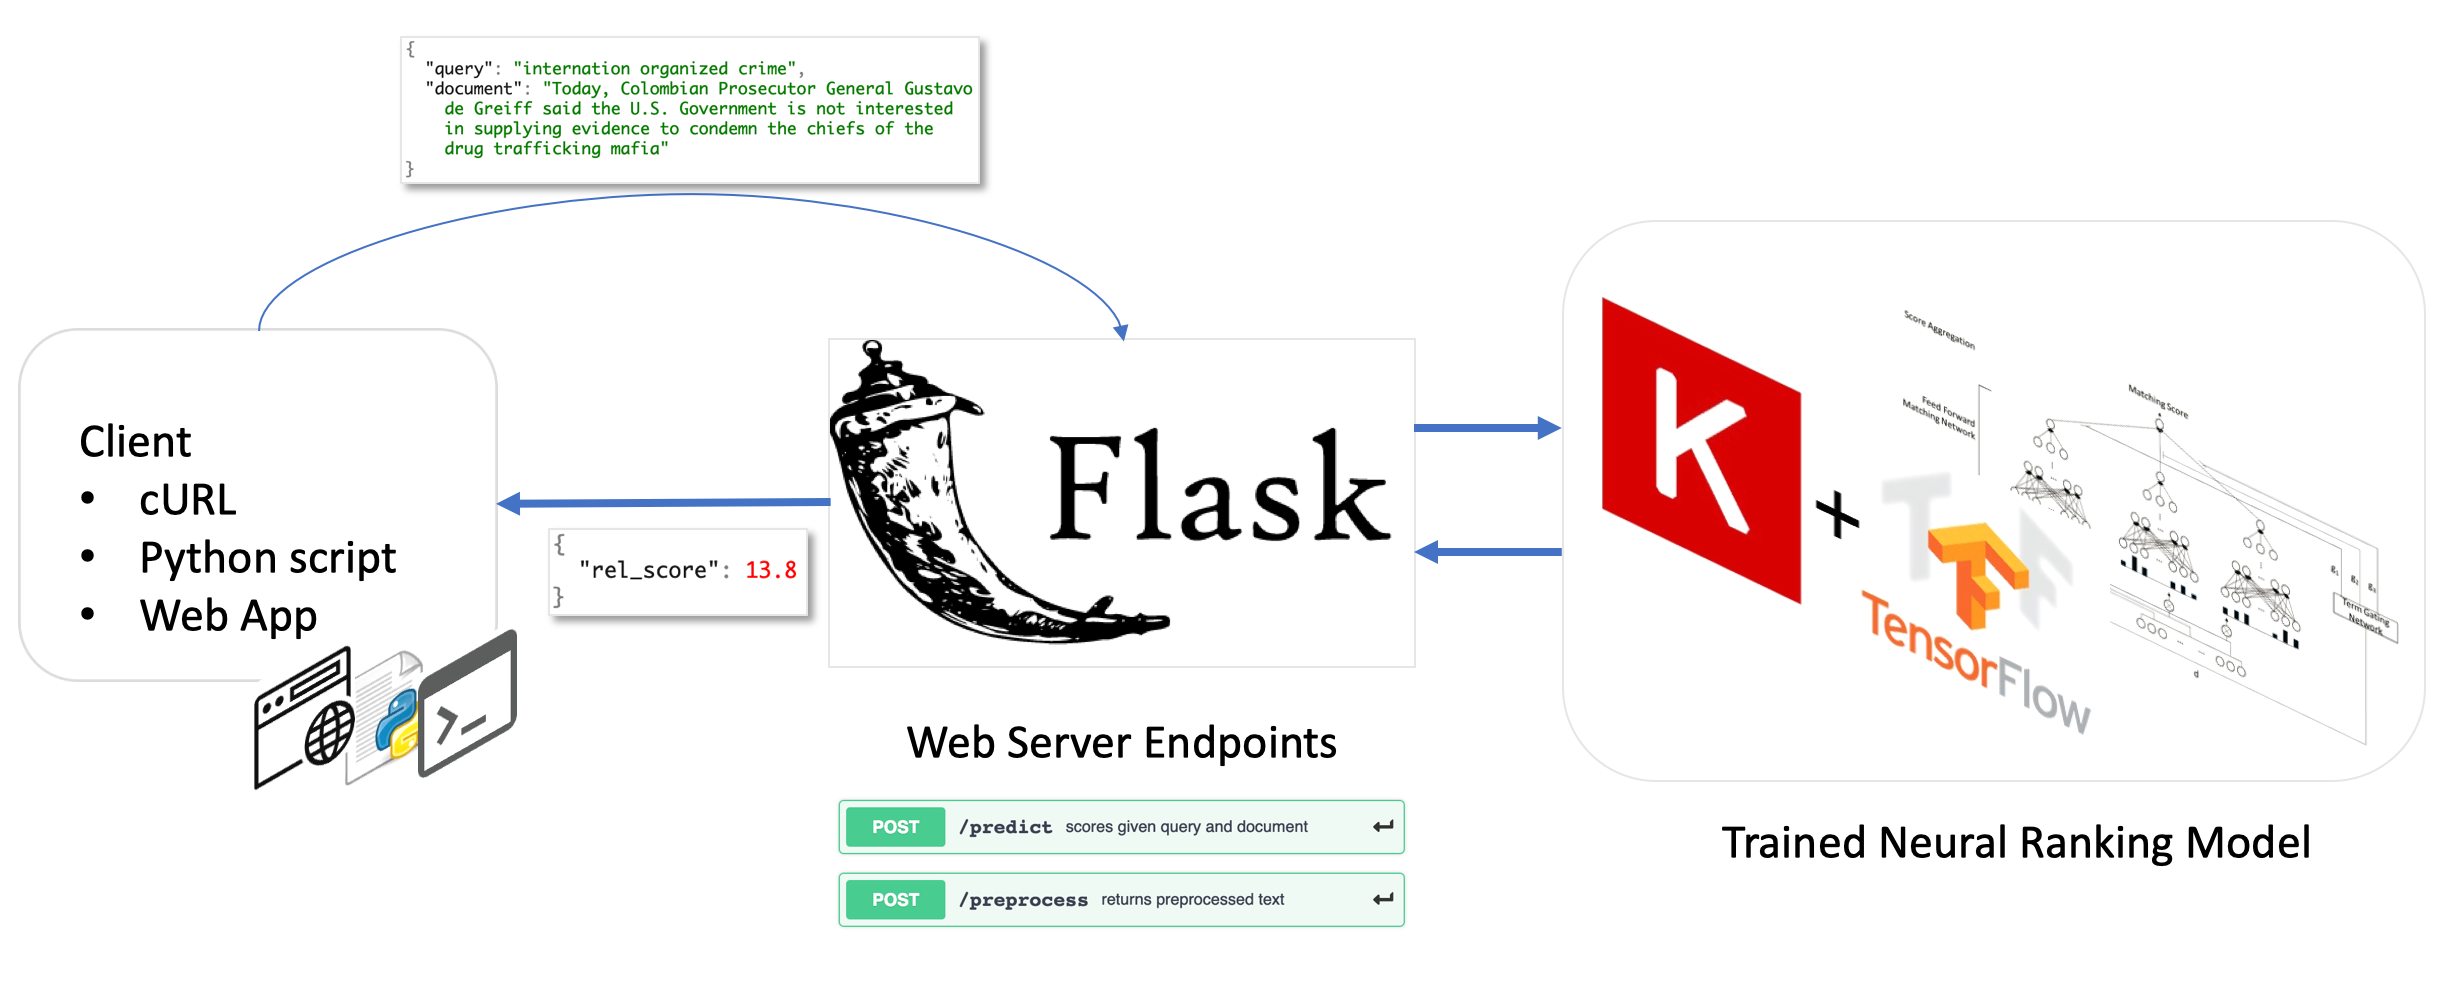 {
"query": "internation organized crime",
"document": "Today, Colombian Prosecutor General Gustavo
de Greiff said the U.S. Government is not interested
in supplying evidence to condemn the chiefs of the
drug trafficking mafia"
}
Client
• cURL
• Python script
• Web App
{
"rel_score": 13.8
}
Flask
Web Server Endpoints
POST /predict scores given query and document
POST /preprocess returns preprocessed text
K
+
TensorFlow
Score Aggregation
Feed Forward
Matching Network
Matching Score
g1 g2 g3
Term Gating
Network
d
Trained Neural Ranking Model